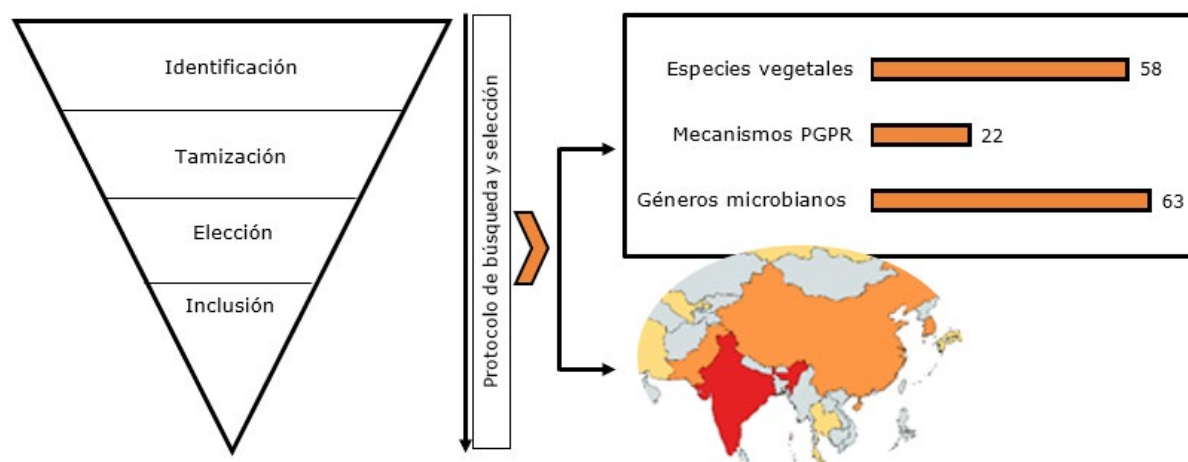 Identificación
Tamización
Elección
Inclusión
Protocolo de búsqueda y selección
Especies vegetales 58
Mecanismos PGPR 22
Géneros microbianos 63